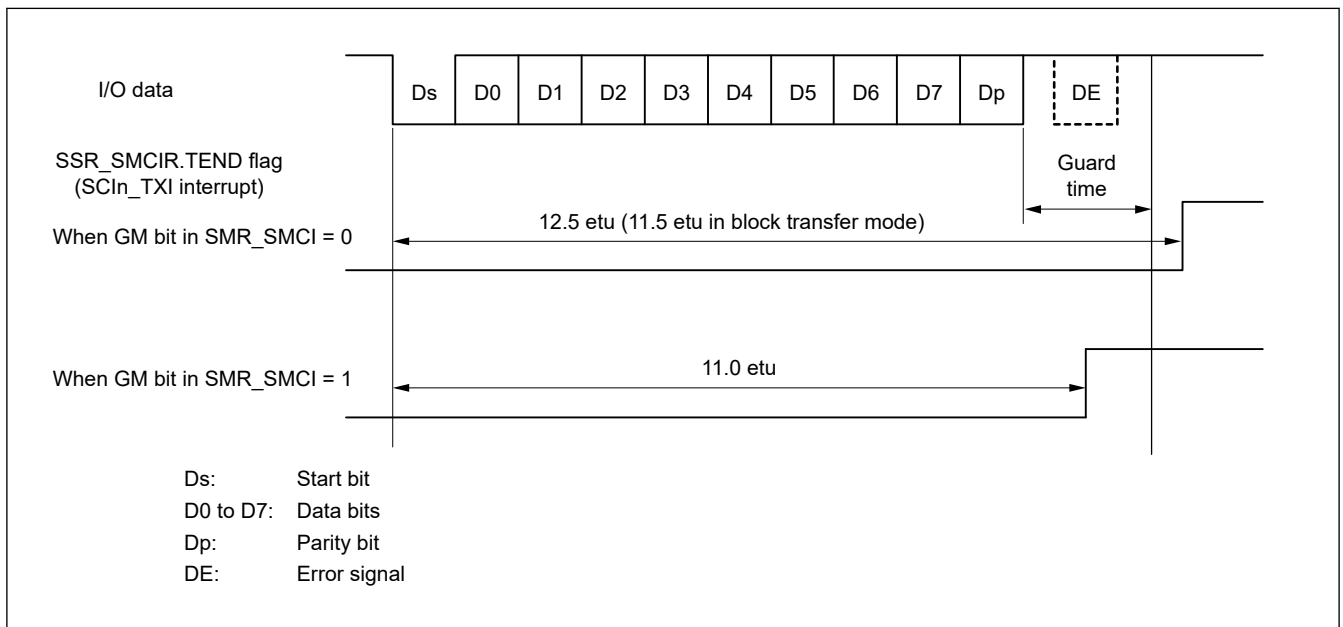 I/O data
Ds D0 D1 D2 D3 D4 D5 D6 D7 Dp DE
SSR_SMCIR.TEND flag
(SCIn_TXI interrupt)
Guard
time
When GM bit in SMR_SMCI = 0
12.5 etu (11.5 etu in block transfer mode)
When GM bit in SMR_SMCI = 1
11.0 etu
Ds: Start bit
D0 to D7: Data bits
Dp: Parity bit
DE: Error signal